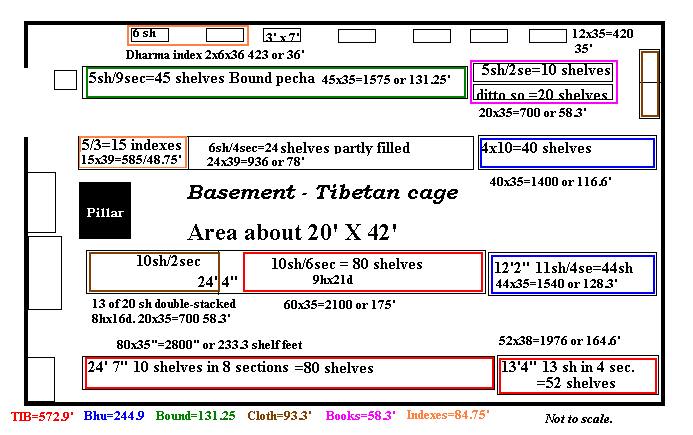 6 sh
3' x 7'
12x35=420
35'
Dharma index 2x6x36 423 or 36'
5sh/9sec=45 shelves Bound pecha 45x35=1575 or 131.25'
5sh/2se=10 shelves
ditto so =20 shelves
20x35=700 or 58.3'
5/3=15 indexes
15x39=585/48.75'
6sh/4sec=24 shelves partly filled
24x39=936 or 78'
4x10=40 shelves
40x35=1400 or 116.6'
Pillar
Basement - Tibetan cage
Area about 20' X 42'
10sh/2sec
24' 4"
10sh/6sec = 80 shelves
9hx21d
12'2" 11sh/4se=44sh
44x35=1540 or 128.3'
13 of 20 sh double-stacked
8hx16d. 20x35=700 58.3'
60x35=2100 or 175'
80x35"=2800" or 233.3 shelf feet
52x38=1976 or 164.6'
24' 7" 10 shelves in 8 sections =80 shelves
13'4" 13 sh in 4 sec.
=52 shelves
TIB=572.9' Bhu=244.9 Bound=131.25 Cloth=93.3' Books=58.3' Indexes=84.75'
Not to scale.